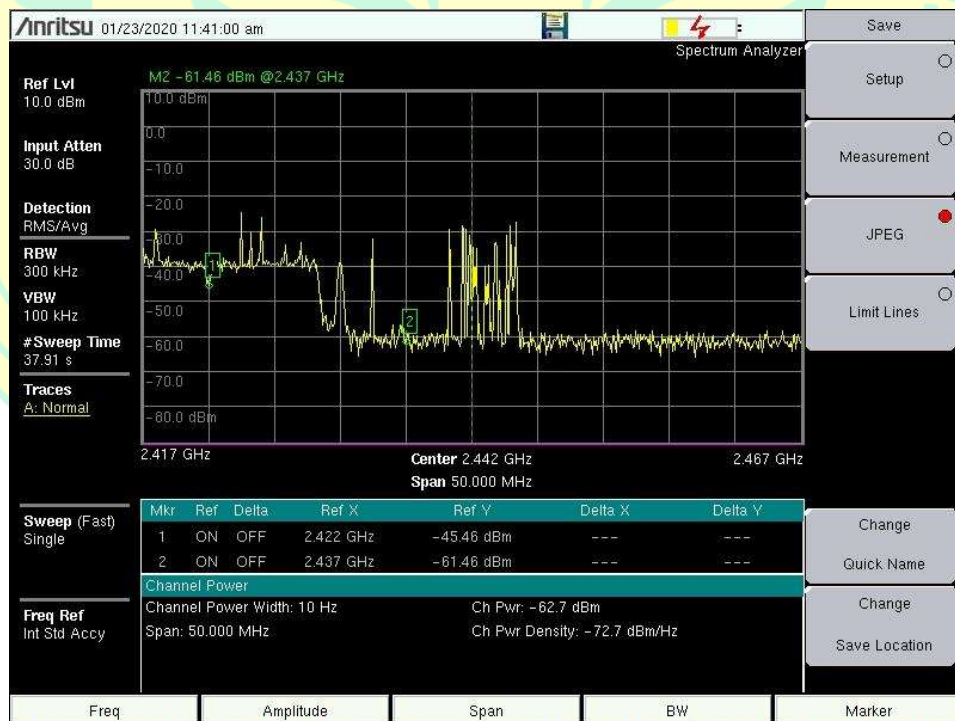 Anritsu 01/23/2020 11:41:00 am
Spectrum Analyzer
M2 -61.46 dBm @2.437 GHz
Ref Lvl
10.0 dBm
Input Atten
30.0 dB
Detection
RMS/Avg
RBW
300 kHz
VBW
100 kHz
#Sweep Time
37.91 s
Traces
A: Normal
Sweep (Fast)
Single
Freq Ref
Int Std Accy
10.0 dBm
0.0
-10.0
-20.0
-30.0
-40.0
-50.0
-60.0
-70.0
-80.0 dBm
1
2
2.417 GHz
Center 2.442 GHz
2.467 GHz
Span 50.000 MHz
Mkr Ref Delta Ref X Ref Y Delta X Delta Y
1 ON OFF 2.422 GHz -45.46 dBm --- ---
2 ON OFF 2.437 GHz -61.46 dBm --- ---
Channel Power
Channel Power Width: 10 Hz Ch Pwr: -62.7 dBm
Span: 50.000 MHz Ch Pwr Density: -72.7 dBm/Hz
Save
Setup
Measurement
JPEG
Limit Lines
Change
Quick Name
Change
Save Location
Freq Amplitude Span BW Marker